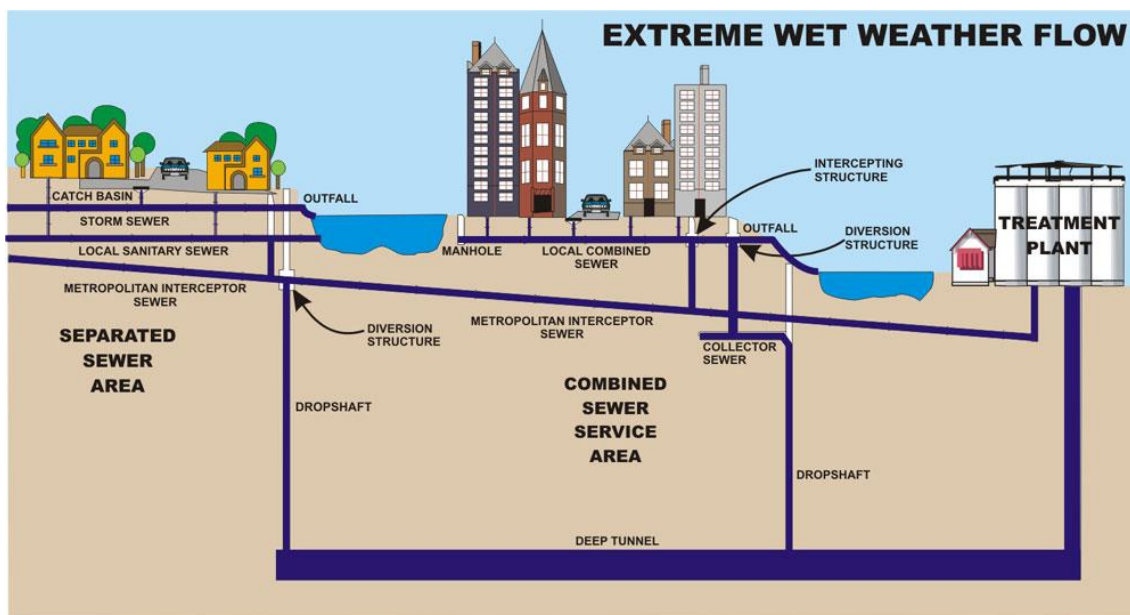 EXTREME WET WEATHER FLOW
INTERCEPTING
STRUCTURE
CATCH BASIN
OUTFALL
STORM SEWER
LOCAL SANITARY SEWER
MANHOLE
LOCAL COMBINED
SEWER
OUTFALL
DIVERSION
STRUCTURE
TREATMENT
PLANT
METROPOLITAN INTERCEPTOR
SEWER
DIVERSION
STRUCTURE
METROPOLITAN INTERCEPTOR
SEWER
COLLECTOR
SEWER
SEPARATED
SEWER
AREA
COMBINED
SEWER
SERVICE
AREA
DROPSHAFT
DROPSHAFT
DEEP TUNNEL